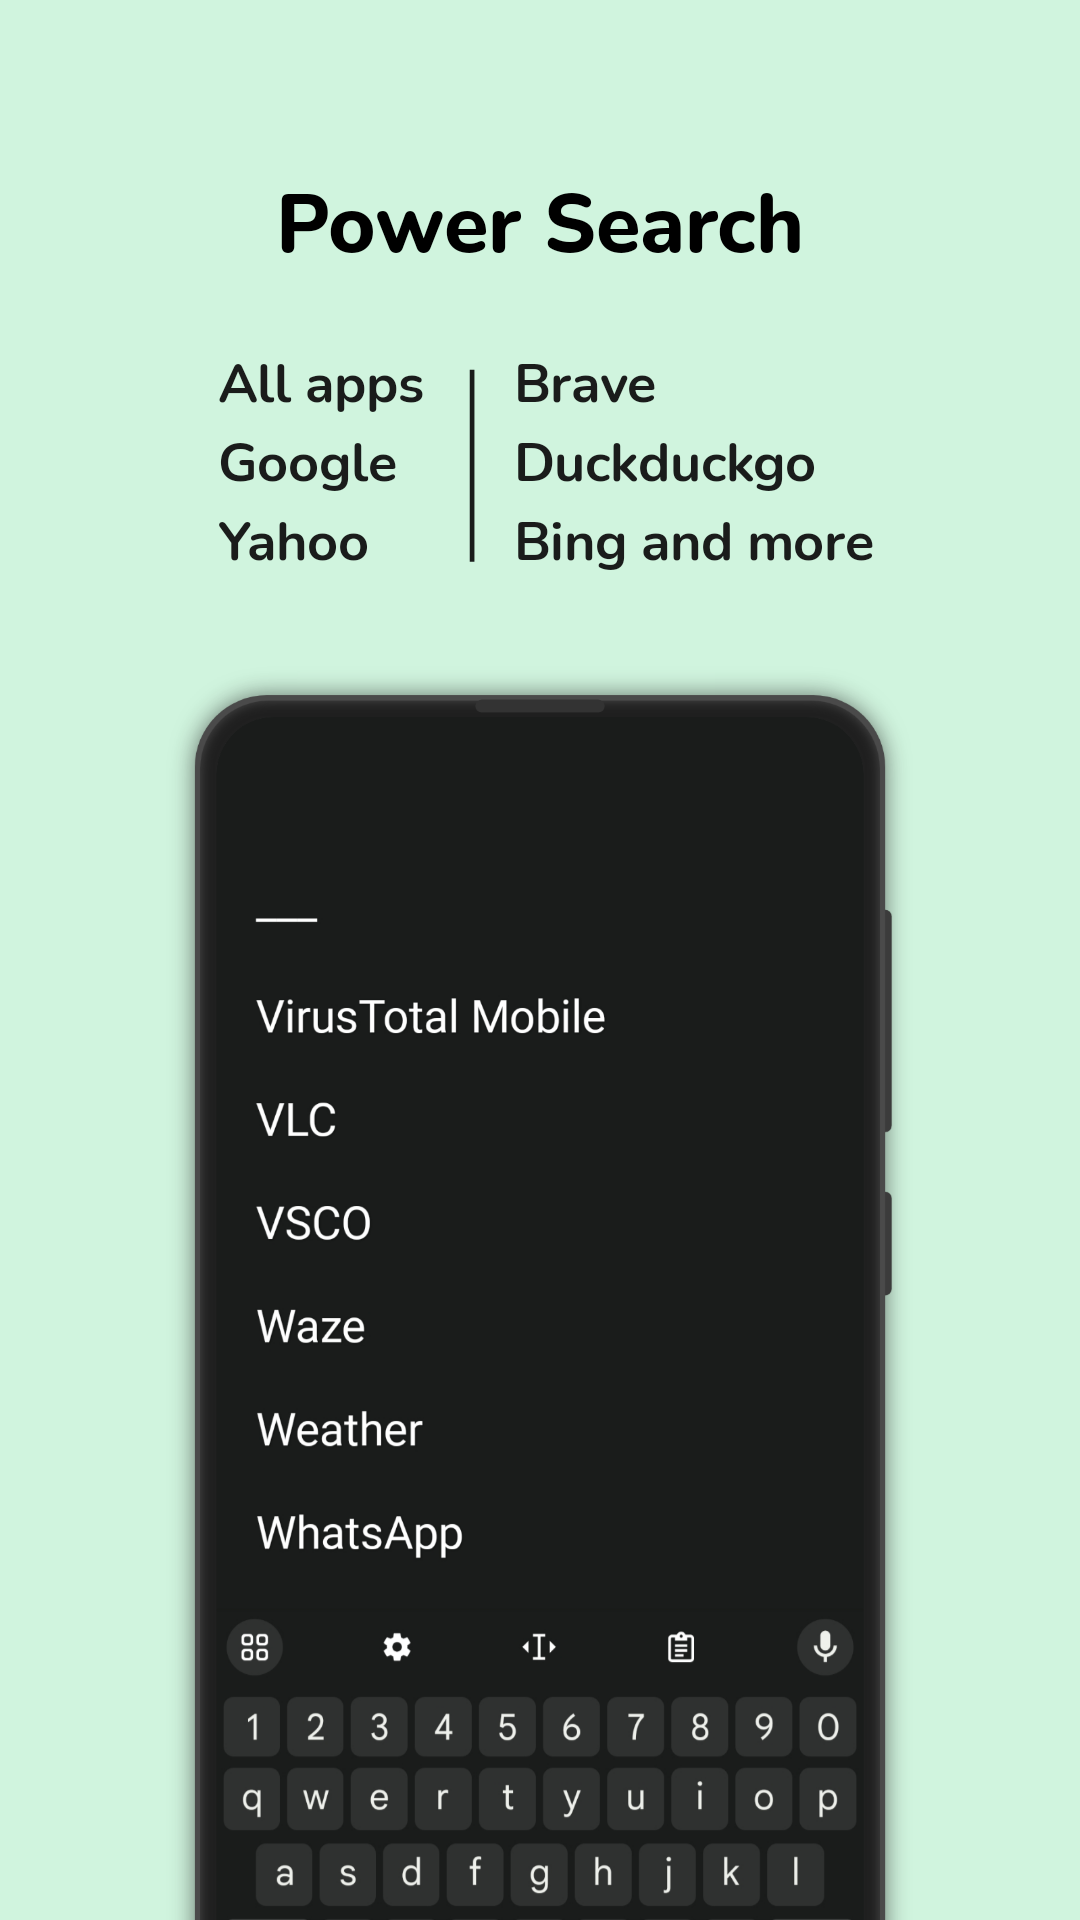 Power Search
All apps
Google
Yahoo
Brave
Duckduckgo
Bing and more
VirusTotal Mobile
VLC
VSCO
Waze
Weather
WhatsApp
1 2 3 4 5 6 7 8 9 0
q w e r t y u i o p
a s d f g h j k l